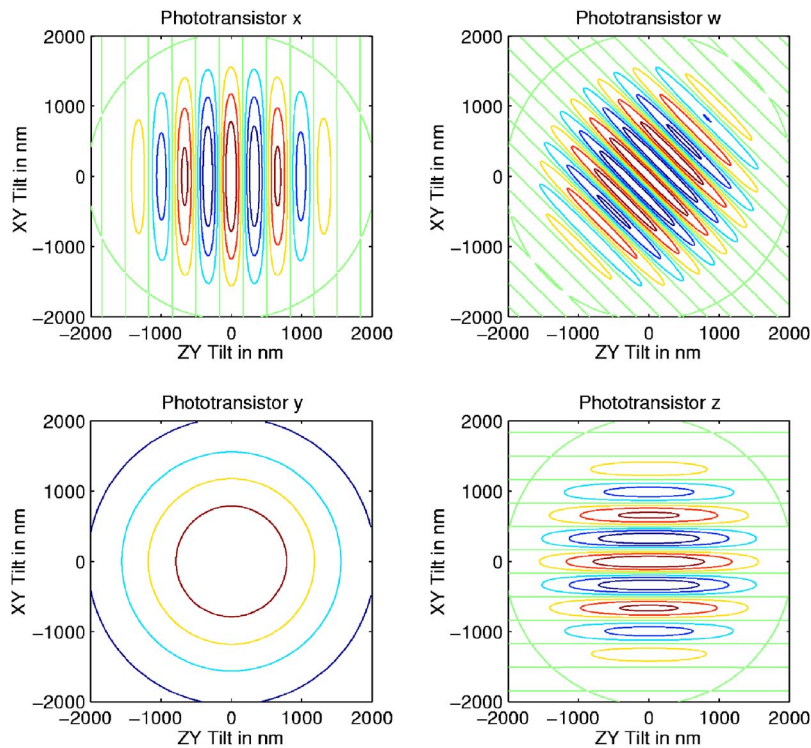 Phototransistor x
2000
1000
0
−1000
−2000
XY Tilt in nm
−2000 −1000 0 1000 2000
ZY Tilt in nm
Phototransistor w
2000
1000
0
−1000
−2000
XY Tilt in nm
−2000 −1000 0 1000 2000
ZY Tilt in nm
Phototransistor y
2000
1000
0
−1000
−2000
XY Tilt in nm
−2000 −1000 0 1000 2000
ZY Tilt in nm
Phototransistor z
2000
1000
0
−1000
−2000
XY Tilt in nm
−2000 −1000 0 1000 2000
ZY Tilt in nm